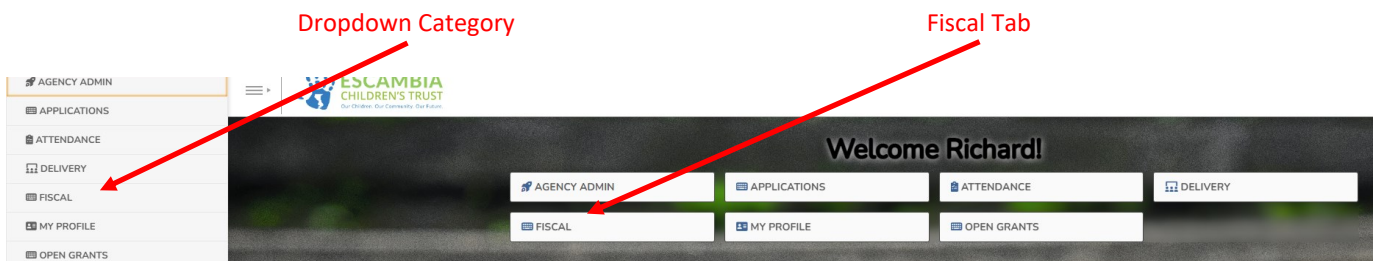 Dropdown Category
Fiscal Tab
AGENCY ADMIN
APPLICATIONS
ATTENDANCE
DELIVERY
FISCAL
MY PROFILE
OPEN GRANTS
ESCAMBIA
CHILDREN'S TRUST
Our Children. Our Community. Our Future.
Welcome Richard!
AGENCY ADMIN
APPLICATIONS
ATTENDANCE
DELIVERY
FISCAL
MY PROFILE
OPEN GRANTS